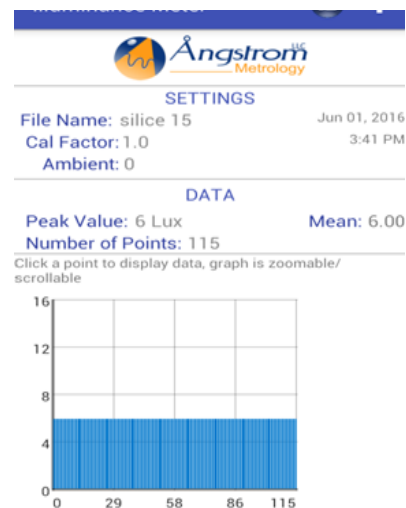 Illuminance Meter
Ångstrom LLC
Metrology
SETTINGS
File Name: silice 15 Jun 01, 2016
Cal Factor: 1.0 3:41 PM
Ambient: 0
DATA
Peak Value: 6 Lux Mean: 6.00
Number of Points: 115
Click a point to display data, graph is zoomable/
scrollable
16
12
8
4
0
0 29 58 86 115